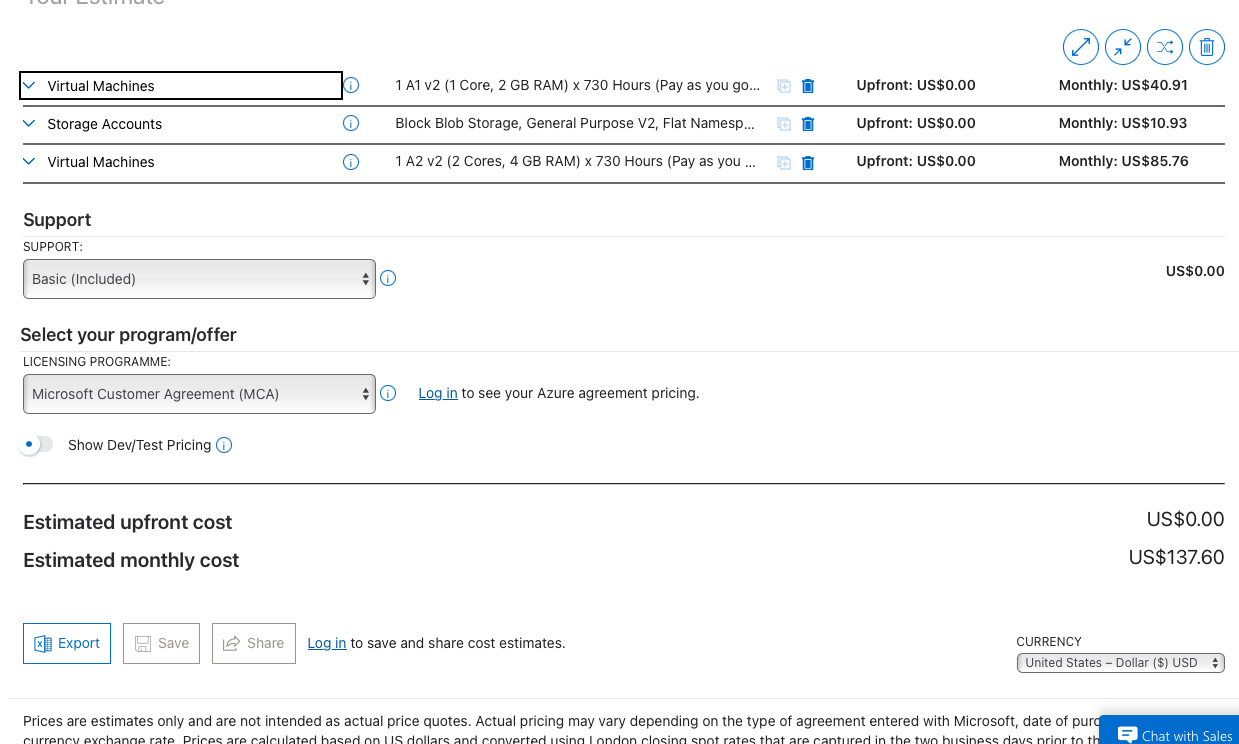 Your Estimate
Virtual Machines 1 A1 v2 (1 Core, 2 GB RAM) x 730 Hours (Pay as you go... Upfront: US$0.00 Monthly: US$40.91
Storage Accounts Block Blob Storage, General Purpose V2, Flat Namesp... Upfront: US$0.00 Monthly: US$10.93
Virtual Machines 1 A2 v2 (2 Cores, 4 GB RAM) x 730 Hours (Pay as you ... Upfront: US$0.00 Monthly: US$85.76
Support
SUPPORT:
Basic (Included) US$0.00
Select your program/offer
LICENSING PROGRAMME:
Microsoft Customer Agreement (MCA) Log in to see your Azure agreement pricing.
Show Dev/Test Pricing
Estimated upfront cost US$0.00
Estimated monthly cost US$137.60
Export Save Share Log in to save and share cost estimates.
CURRENCY
United States – Dollar ($) USD
Prices are estimates only and are not intended as actual price quotes. Actual pricing may vary depending on the type of agreement entered with Microsoft, date of
currency exchange rate. Prices are calculated based on US dollars and converted using London closing spot rates that are captured in the two business days prior to
Chat with Sales